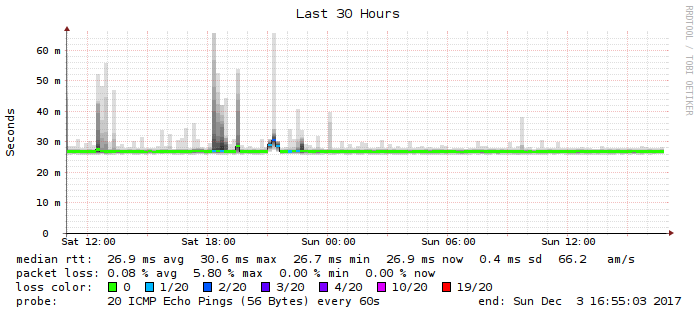 Last 30 Hours
RRDTOOL / TOBI OETIKER
Seconds
60 m
50 m
40 m
30 m
20 m
10 m
0
Sat 12:00 Sat 18:00 Sun 00:00 Sun 06:00 Sun 12:00
median rtt: 26.9 ms avg 30.6 ms max 26.7 ms min 26.9 ms now 0.4 ms sd 66.2 am/s
packet loss: 0.08 % avg 5.80 % max 0.00 % min 0.00 % now
loss color: 0 1/20 2/20 3/20 4/20 10/20 19/20
probe: 20 ICMP Echo Pings (56 Bytes) every 60s end: Sun Dec 3 16:55:03 2017